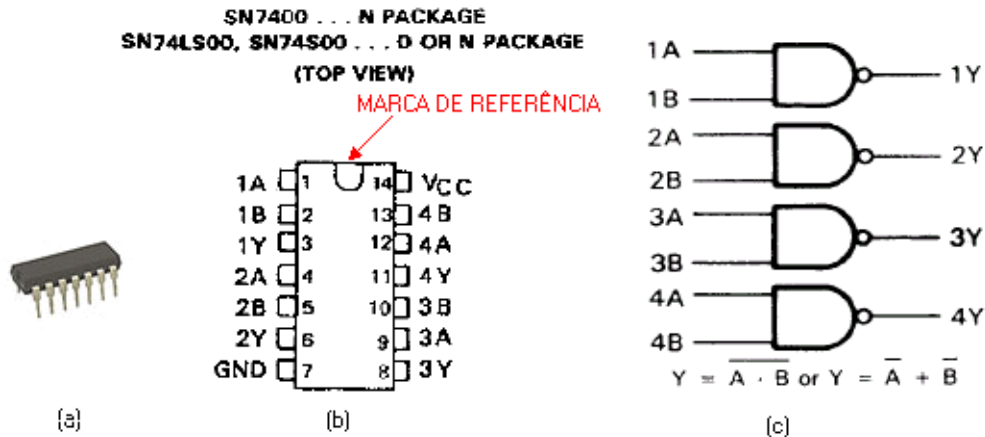 SN7400 . . . N PACKAGE
SN74LS00, SN74S00 . . . D OR N PACKAGE
(TOP VIEW)
MARCA DE REFERÊNCIA
1A 1 14 VCC
1B 2 13 4B
1Y 3 12 4A
2A 4 11 4Y
2B 5 10 3B
2Y 6 9 3A
GND 7 8 3Y
1A
1B
1Y
2A
2B
2Y
3A
3B
3Y
4A
4B
4Y
Y = A̅ ̅·̅ ̅B̅ or Y = A̅ + B̅
(a)
(b)
(c)